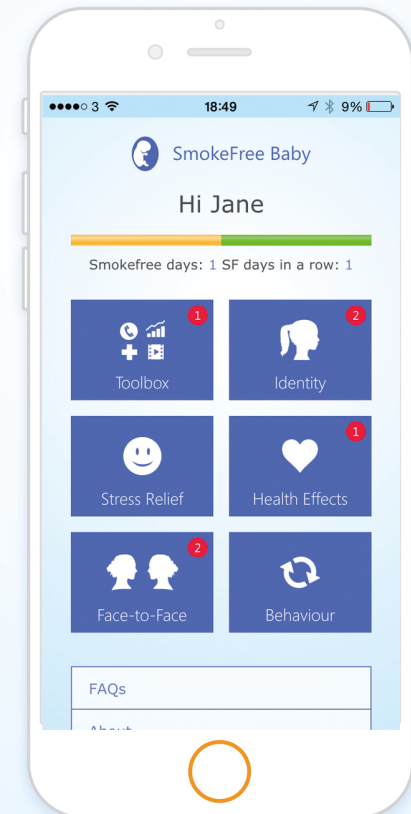 3 18:49 9%
SmokeFree Baby
Hi Jane
Smokefree days: 1 SF days in a row: 1
1 2
Toolbox Identity
1
Stress Relief Health Effects
2
Face-to-Face Behaviour
FAQs
About